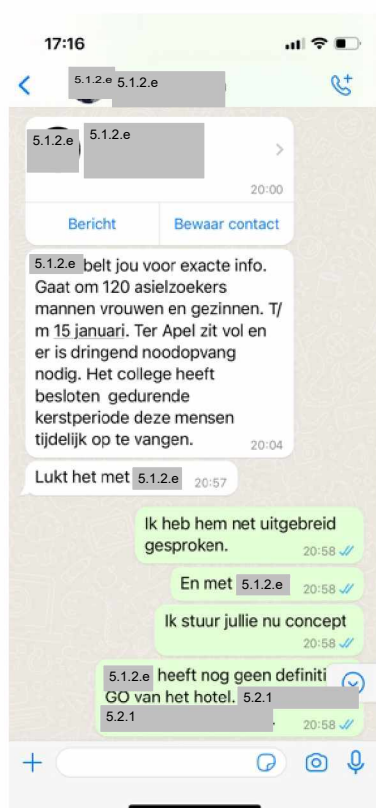 17:16
5.1.2.e 5.1.2.e
5.1.2.e 5.1.2.e
20:00
Bericht Bewaar contact
5.1.2.e belt jou voor exacte info.
Gaat om 120 asielzoekers
mannen vrouwen en gezinnen. T/
m 15 januari. Ter Apel zit vol en
er is dringend noodopvang
nodig. Het college heeft
besloten gedurende
kerstperiode deze mensen
tijdelijk op te vangen.
20:04
Lukt het met 5.1.2.e 20:57
Ik heb hem net uitgebreid
gesproken. 20:58
En met 5.1.2.e 20:58
Ik stuur jullie nu concept
20:58
5.1.2.e heeft nog geen definiti
GO van het hotel. 5.2.1
5.2.1 . 20:58